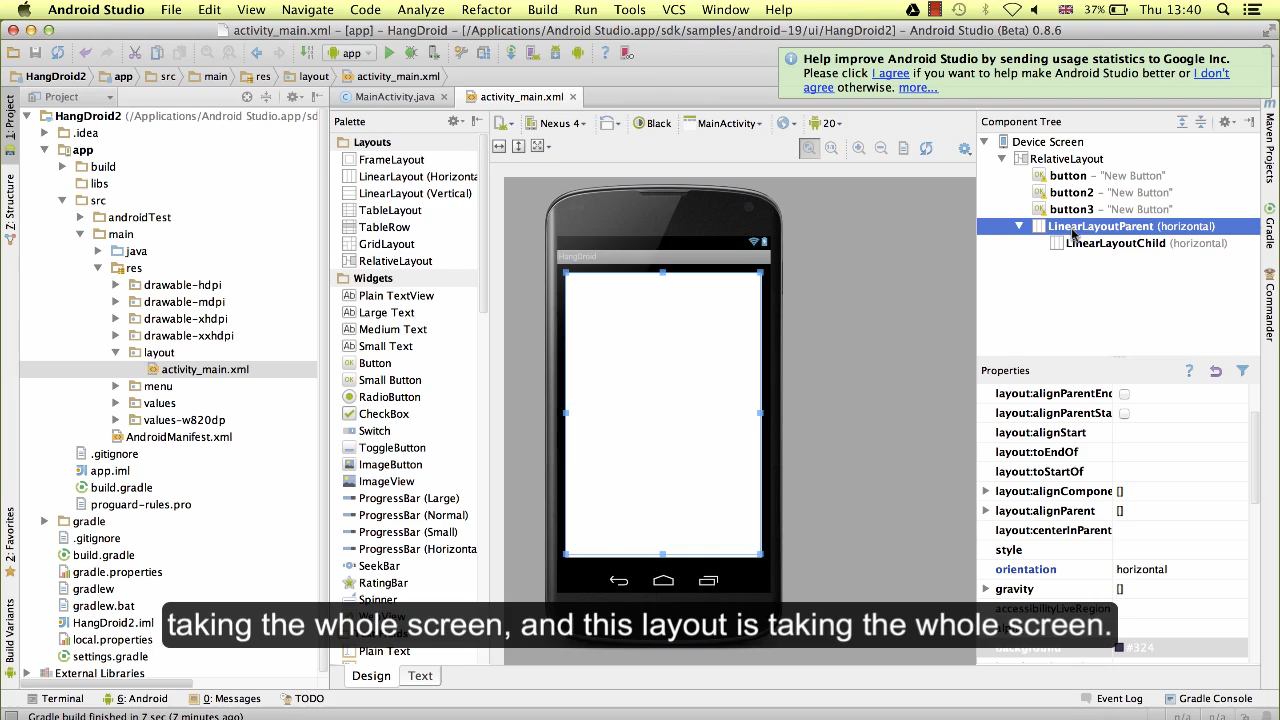 Android Studio File Edit View Navigate Code Analyze Refactor Build Run Tools VCS Window Help 37% Thu 13:40
activity_main.xml - [app] - HangDroid2 - [/Applications/Android Studio.app/sdk/samples/android-19/ui/HangDroid2] - Android Studio (Beta) 0.8.6
app
HangDroid2 app src main res layout activity_main.xml
Help improve Android Studio by sending usage statistics to Google Inc.
Please click I agree if you want to help make Android Studio better or I don't
agree otherwise. more...
1: Project
Z: Structure
2: Favorites
Build Variants
Project
HangDroid2 (/Applications/Android Studio.app/sd
.idea
app
build
libs
src
androidTest
main
java
res
drawable-hdpi
drawable-mdpi
drawable-xhdpi
drawable-xxhdpi
layout
activity_main.xml
menu
values
values-w820dp
AndroidManifest.xml
.gitignore
app.iml
build.gradle
proguard-rules.pro
gradle
.gitignore
build.gradle
gradle.properties
gradlew
gradlew.bat
HangDroid2.iml
local.properties
settings.gradle
External Libraries
MainActivity.java
activity_main.xml
Palette
Layouts
FrameLayout
LinearLayout (Horizonta
LinearLayout (Vertical)
TableLayout
TableRow
GridLayout
RelativeLayout
Widgets
Plain TextView
Large Text
Medium Text
Small Text
Button
Small Button
RadioButton
CheckBox
Switch
ToggleButton
ImageButton
ImageView
ProgressBar (Large)
ProgressBar (Normal)
ProgressBar (Small)
ProgressBar (Horizonta
SeekBar
RatingBar
Spinner
Plain Text
Design
Text
Nexus 4 Black MainActivity 20
HangDroid
Component Tree
Device Screen
RelativeLayout
button - "New Button"
button2 - "New Button"
button3 - "New Button"
LinearLayoutParent (horizontal)
LinearLayoutChild (horizontal)
Properties
layout:alignParentEnd
layout:alignParentSta
layout:alignStart
layout:toEndOf
layout:toStartOf
layout:alignCompone []
layout:alignParent []
layout:centerInParent
style
orientation horizontal
gravity []
accessibilityLiveRegion
background #324
Maven Projects
Gradle
Commander
taking the whole screen, and this layout is taking the whole screen.
Terminal 6: Android 0: Messages TODO Event Log Gradle Console
Gradle build finished in 7 sec (7 minutes ago) n/a n/a